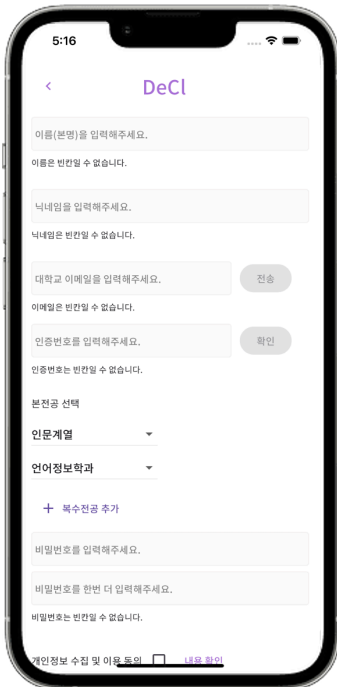 5:16
DeCl
이름(본명)을 입력해주세요.
이름은 빈칸일 수 없습니다.
닉네임을 입력해주세요.
닉네임은 빈칸일 수 없습니다.
대학교 이메일을 입력해주세요. 전송
이메일은 빈칸일 수 없습니다.
인증번호를 입력해주세요. 확인
인증번호는 빈칸일 수 없습니다.
본전공 선택
인문계열
언어정보학과
+ 복수전공 추가
비밀번호를 입력해주세요.
비밀번호를 한번 더 입력해주세요.
비밀번호는 빈칸일 수 없습니다.
개인정보 수집 및 이용 동의 내용 확인